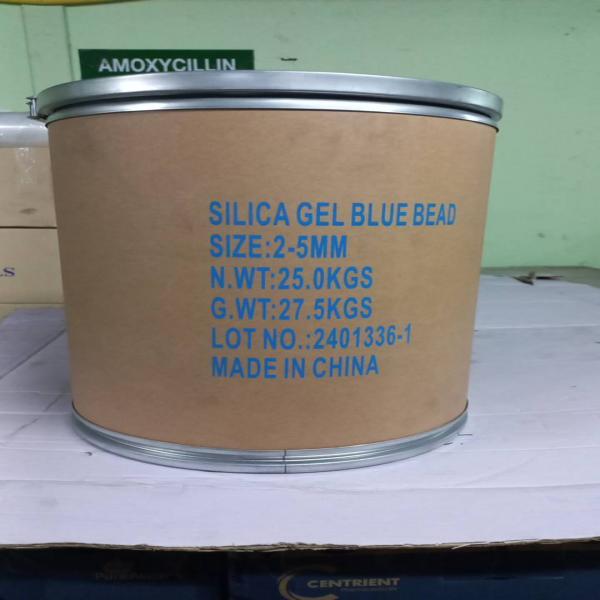 AMOXYCILLIN
SILICA GEL BLUE BEAD
SIZE:2-5MM
N.WT:25.0KGS
G.WT:27.5KGS
LOT NO.:2401336-1
MADE IN CHINA
CENTRIENT